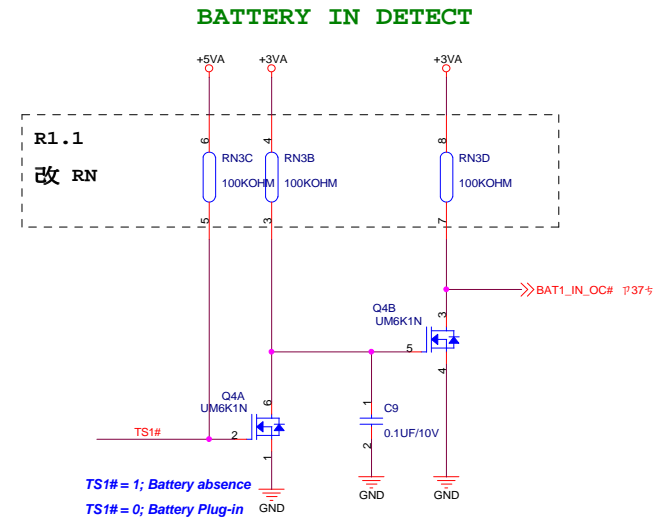 BATTERY IN DETECT
+5VA
+3VA
+3VA
R1.1
改 RN
6
4
8
RN3C
RN3B
RN3D
100KOHM
100KOHM
100KOHM
5
3
7
BAT1_IN_OC#
37
Q4B
UM6K1N
3
5
4
Q4A
UM6K1N
6
TS1#
2
1
1
C9
0.1UF/10V
2
TS1# = 1; Battery absence
TS1# = 0; Battery Plug-in
GND
GND
GND